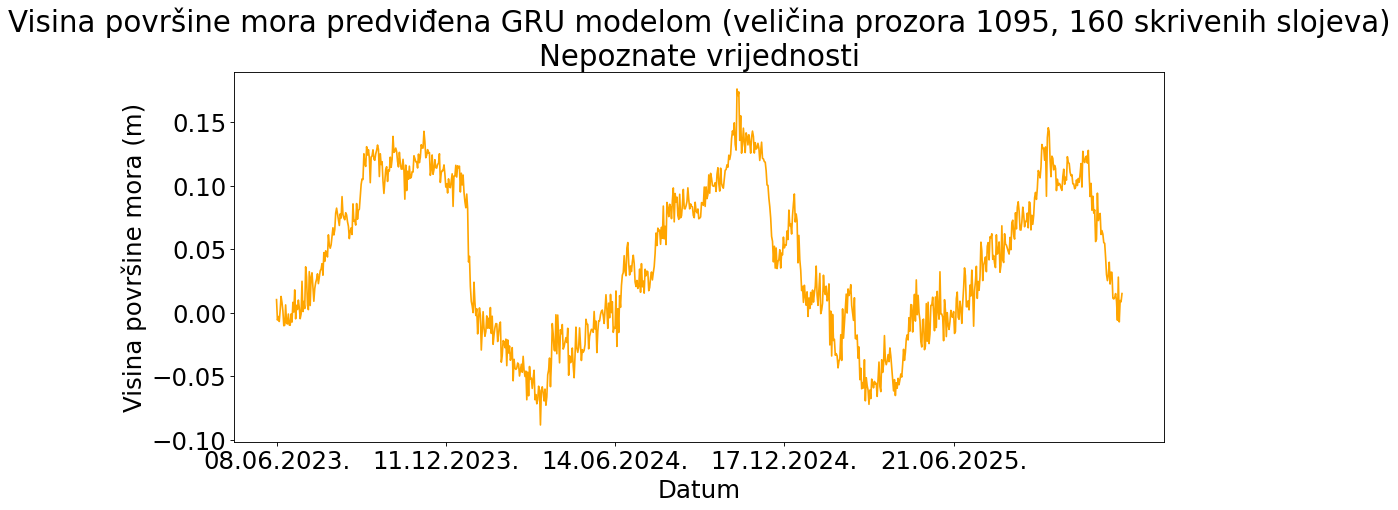 Visina površine mora predviđena GRU modelom (veličina prozora 1095, 160 skrivenih slojeva)
Nepoznate vrijednosti
Visina površine mora (m)
0.15
0.10
0.05
0.00
−0.05
−0.10
08.06.2023. 11.12.2023. 14.06.2024. 17.12.2024. 21.06.2025.
Datum